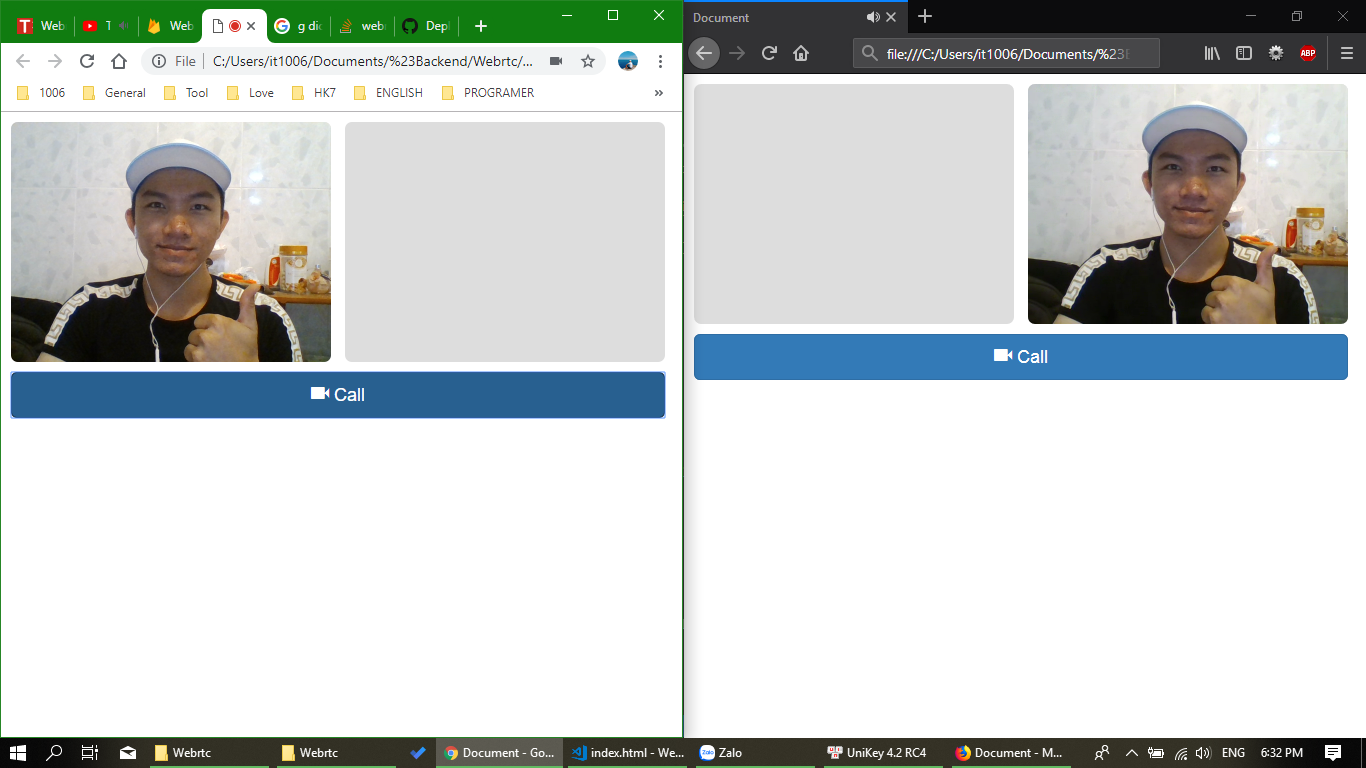 Web
T
Web
g dic
web
Depl
File
C:/Users/it1006/Documents/%23Backend/Webrtc/...
1006
General
Tool
Love
HK7
ENGLISH
PROGRAMER
»
Call
Document
file:///C:/Users/it1006/Documents/%23B
ABP
Call
Webrtc
Webrtc
Document - Go...
index.html - We...
Zalo
Zalo
UniKey 4.2 RC4
Document - M...
ENG
6:32 PM